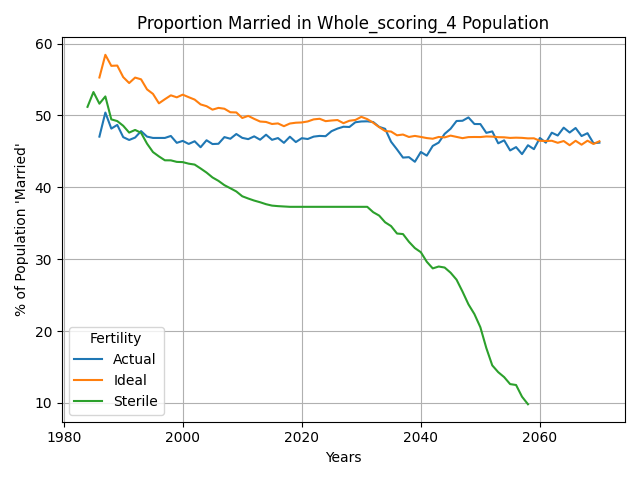 Proportion Married in Whole_scoring_4 Population
% of Population 'Married'
60
50
40
30
20
10
Fertility
Actual
Ideal
Sterile
1980
2000
2020
2040
2060
Years